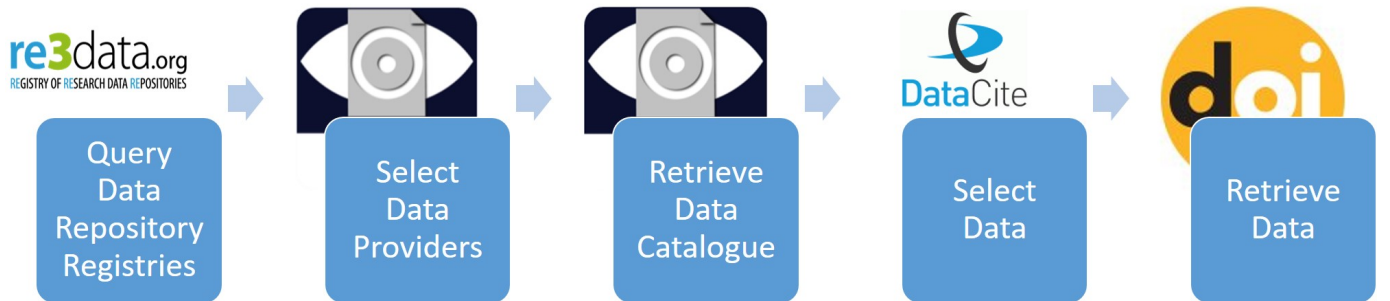 re3data.org
REGISTRY OF RESEARCH DATA REPOSITORIES
Query
Data
Repository
Registries
Select
Data
Providers
Retrieve
Data
Catalogue
DataCite
Select
Data
doi
Retrieve
Data